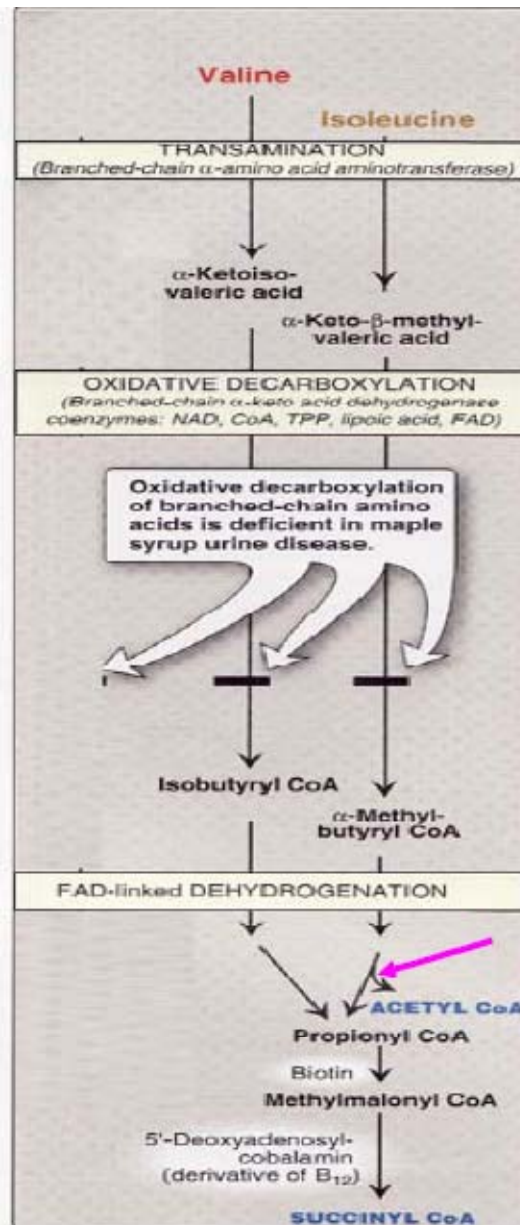 Valine
Isoleucine
TRANSAMINATION
(Branched-chain α-amino acid aminotransferase)
α-Ketoiso-
valeric acid
α-Keto-β-methyl-
valeric acid
OXIDATIVE DECARBOXYLATION
(Branched-chain α-keto acid dehydrogenase
coenzymes: NAD, CoA, TPP, lipoic acid, FAD)
Oxidative decarboxylation
of branched-chain amino
acids is deficient in maple
syrup urine disease.
Isobutyryl CoA
α-Methyl-
butyryl CoA
FAD-linked DEHYDROGENATION
ACETYL CoA
Propionyl CoA
Biotin
Methylmalonyl CoA
5'-Deoxyadenosyl-
cobalamin
(derivative of B₁₂)
SUCCINYL CoA